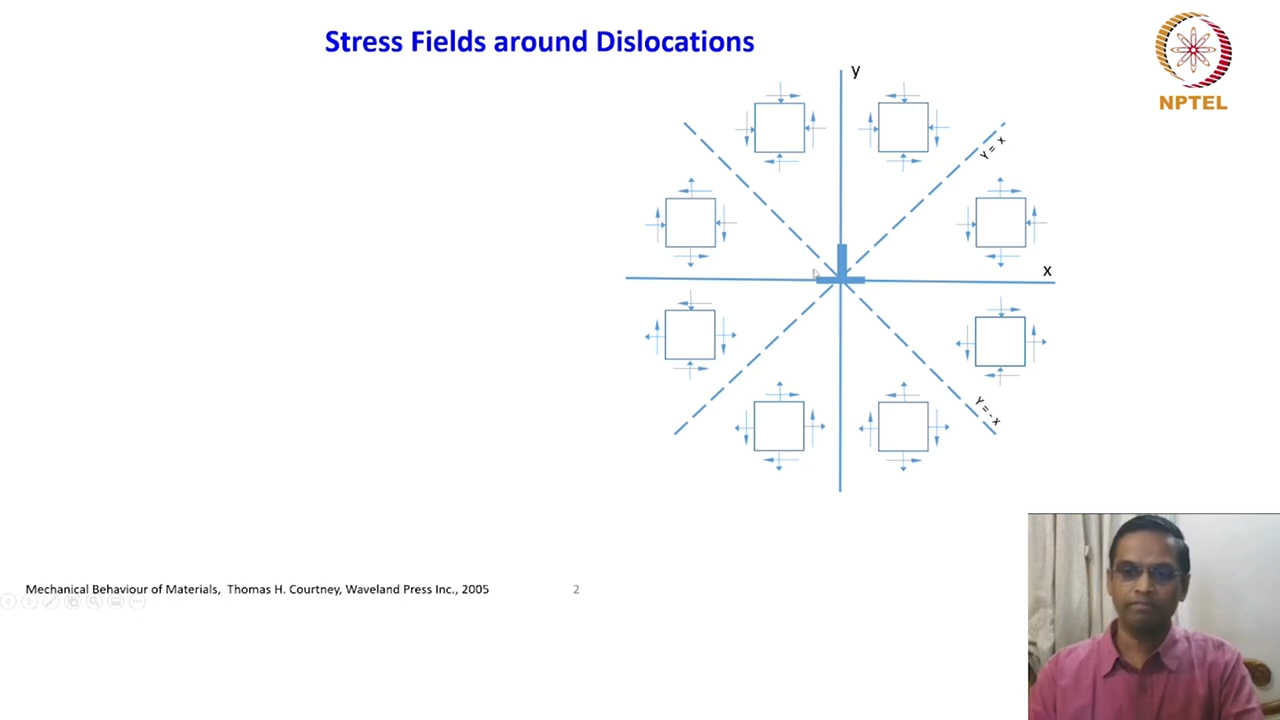 Stress Fields around Dislocations
NPTEL
y
Y = x
x
Y = - x
Mechanical Behaviour of Materials, Thomas H. Courtney, Waveland Press Inc., 2005
2